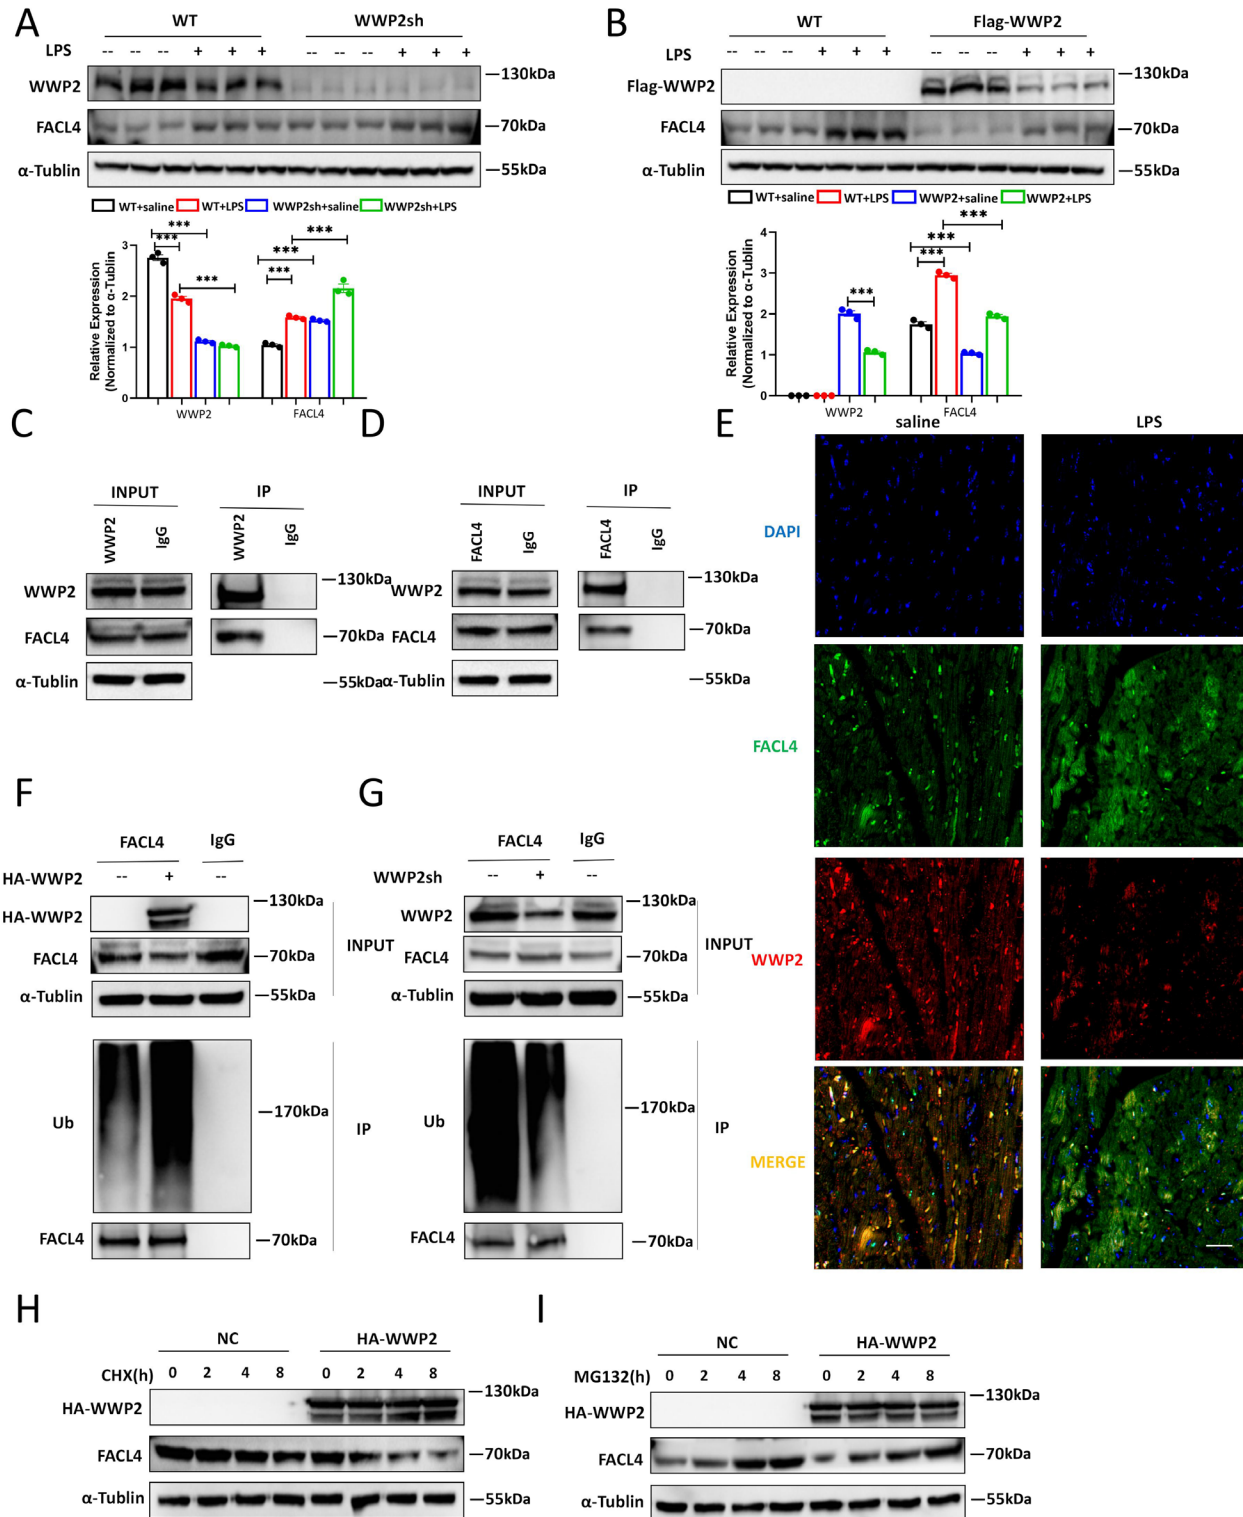 A
WT WWP2sh
LPS -- -- -- + + + -- -- -- + + +
WWP2 —130kDa
FACL4 —70kDa
α-Tublin —55kDa
WT+saline WT+LPS WWP2sh+saline WWP2sh+LPS
Relative Expression
(Normalized to α-Tublin
0 1 2 3
*** *** *** *** *** ***
WWP2 FACL4
B
WT Flag-WWP2
LPS -- -- -- + + + -- -- -- + + +
Flag-WWP2 —130kDa
FACL4 —70kDa
α-Tublin —55kDa
WT+saline WT+LPS WWP2+saline WWP2+LPS
Relative Expression
(Normalized to α-Tublin
0 1 2 3 4
*** *** *** ***
WWP2 FACL4
C
INPUT IP
WWP2 IgG WWP2 IgG
WWP2 —130kDa
FACL4 —70kDa
α-Tublin —55kDa
D
INPUT IP
FACL4 IgG FACL4 IgG
WWP2 —130kDa
FACL4 —70kDa
α-Tublin —55kDa
E
saline LPS
DAPI
FACL4
WWP2
MERGE
F
FACL4 IgG
HA-WWP2 -- + --
HA-WWP2 —130kDa
FACL4 —70kDa
α-Tublin —55kDa
INPUT
Ub —170kDa
FACL4 —70kDa
IP
G
FACL4 IgG
WWP2sh -- + --
WWP2 —130kDa
FACL4 —70kDa
α-Tublin —55kDa
INPUT
Ub —170kDa
FACL4 —70kDa
IP
H
NC HA-WWP2
CHX(h) 0 2 4 8 0 2 4 8
HA-WWP2 —130kDa
FACL4 —70kDa
α-Tublin —55kDa
I
NC HA-WWP2
MG132(h) 0 2 4 8 0 2 4 8
HA-WWP2 —130kDa
FACL4 —70kDa
α-Tublin —55kDa